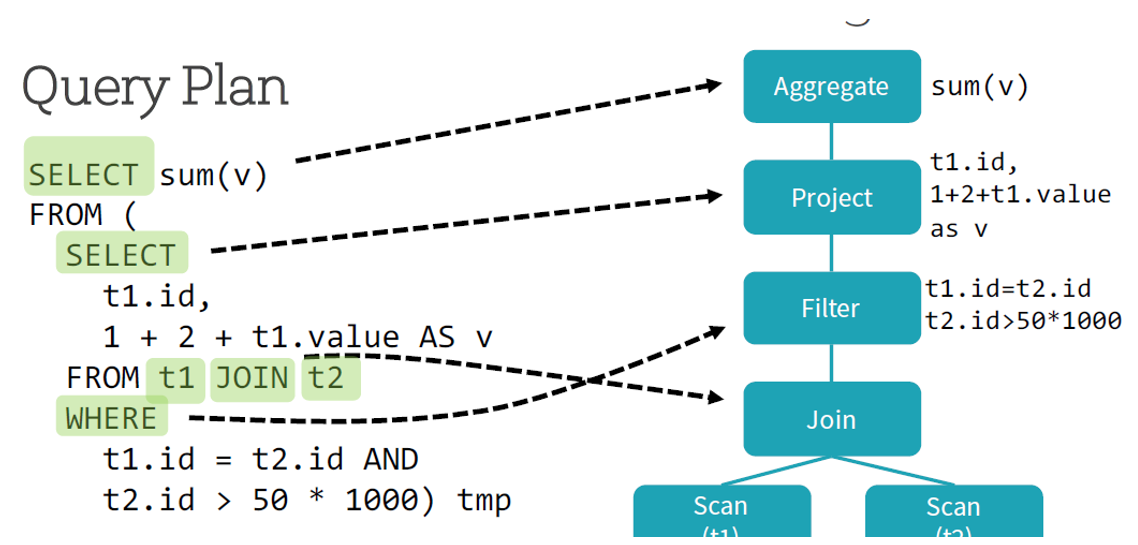 Query Plan
SELECT sum(v)
FROM (
SELECT
t1.id,
1 + 2 + t1.value AS v
FROM t1 JOIN t2
WHERE
t1.id = t2.id AND
t2.id > 50 * 1000) tmp
Aggregate
sum(v)
Project
t1.id,
1+2+t1.value
as v
Filter
t1.id=t2.id
t2.id>50*1000
Join
Scan
(t1)
Scan
(t2)